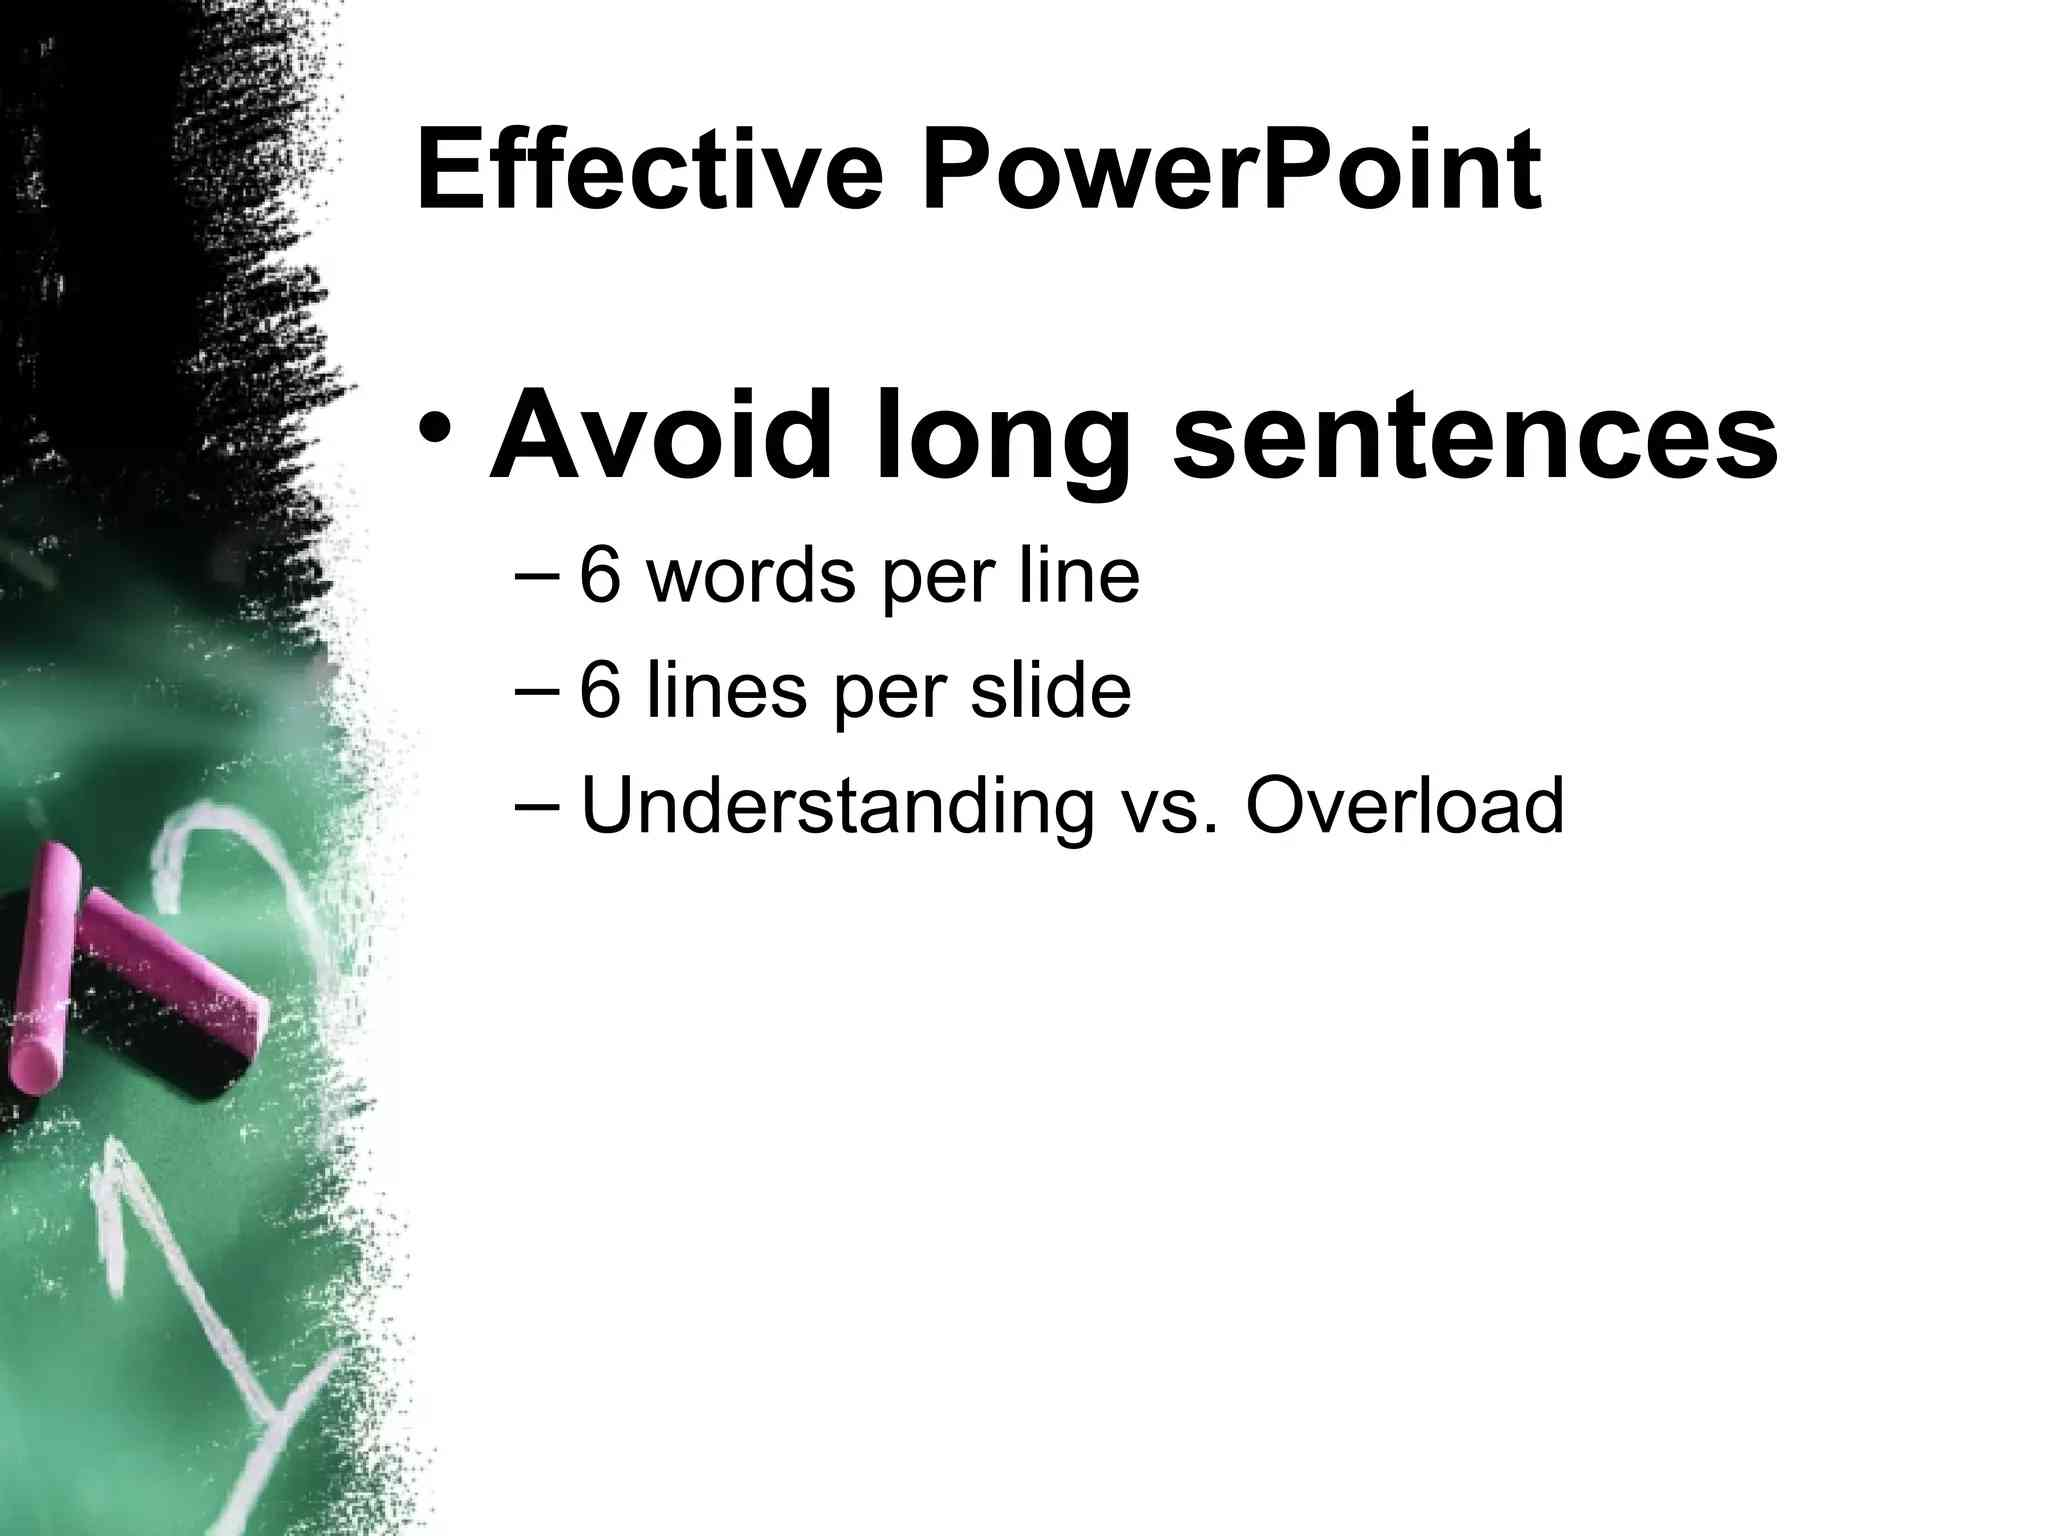 Effective PowerPoint
• Avoid long sentences
– 6 words per line
– 6 lines per slide
– Understanding vs. Overload